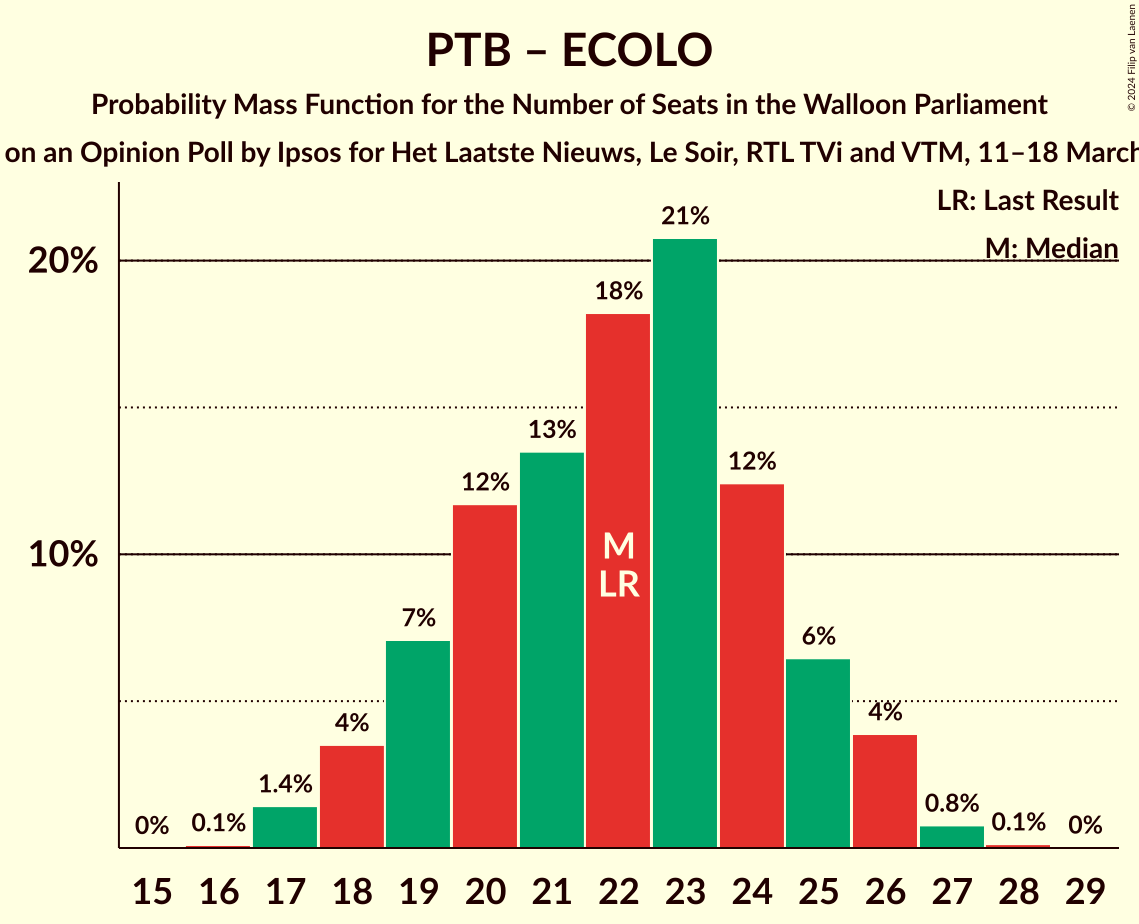 PTB – ECOLO
Probability Mass Function for the Number of Seats in the Walloon Parliament
on an Opinion Poll by Ipsos for Het Laatste Nieuws, Le Soir, RTL TVi and VTM, 11–18 March
© 2024 Filip van Laenen
LR: Last Result
M: Median
20%
10%
0%
0.1%
1.4%
4%
7%
12%
13%
18%
21%
12%
6%
4%
0.8%
0.1%
0%
M
LR
15 16 17 18 19 20 21 22 23 24 25 26 27 28 29